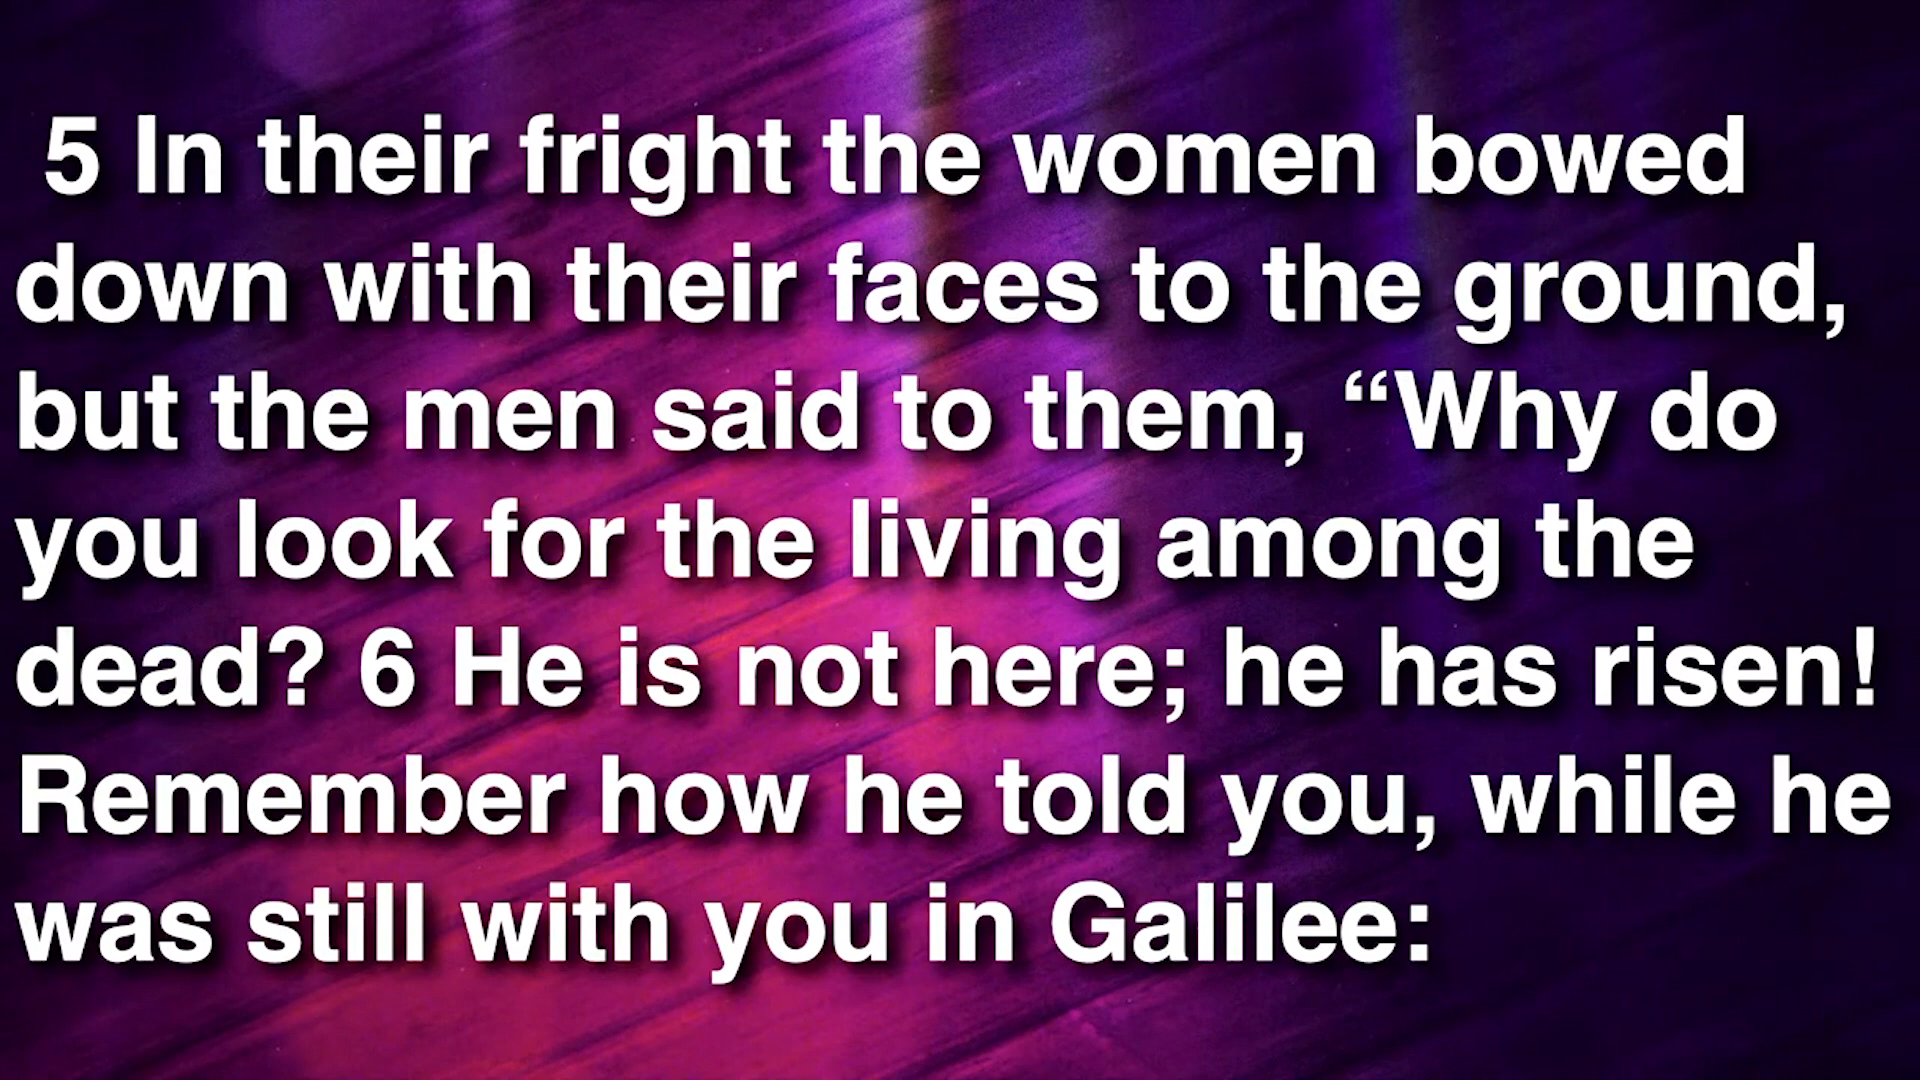 5 In their fright the women bowed
down with their faces to the ground,
but the men said to them, “Why do
you look for the living among the
dead? 6 He is not here; he has risen!
Remember how he told you, while he
was still with you in Galilee: